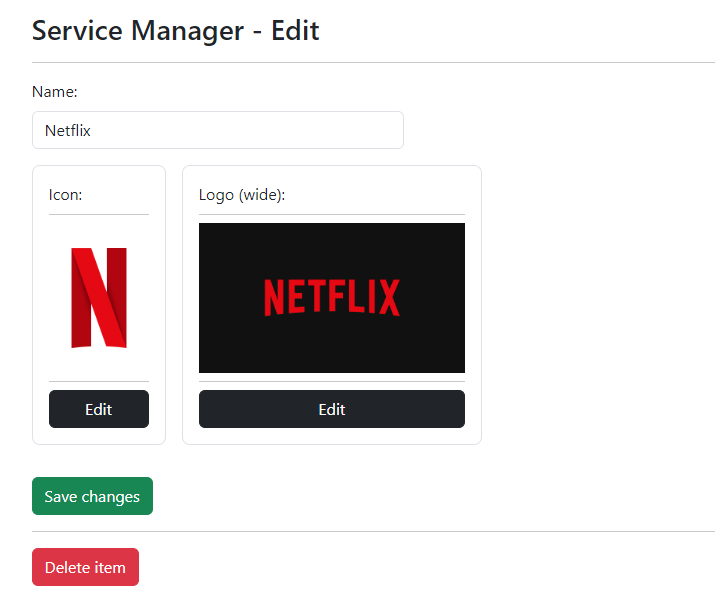 Service Manager - Edit
Name:
Netflix
Icon:
Logo (wide):
N
NETFLIX
Edit
Edit
Save changes
Delete item